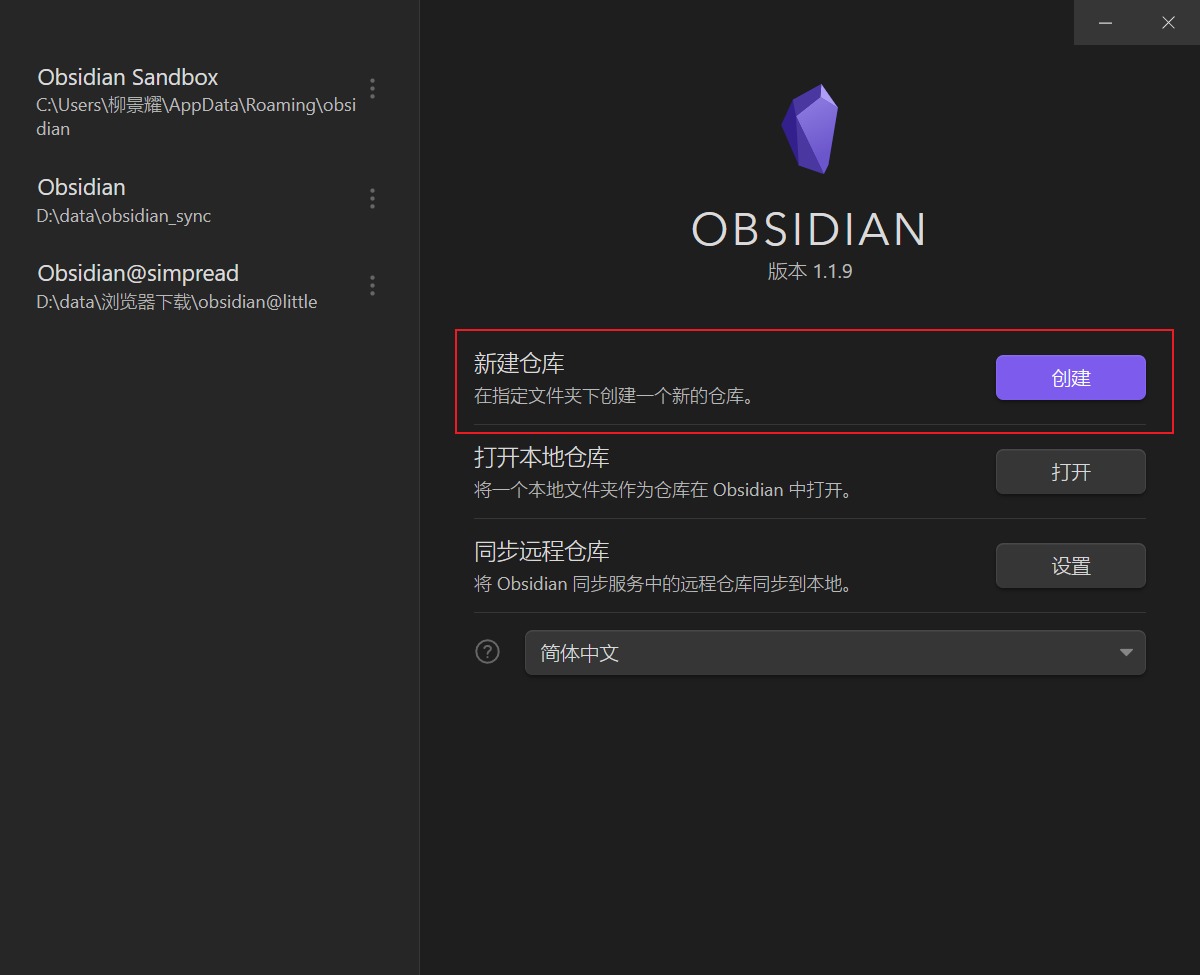 Obsidian Sandbox
C:\Users\柳景耀\AppData\Roaming\obsi
dian
Obsidian
D:\data\obsidian_sync
Obsidian@simpread
D:\data\浏览器下载\obsidian@little
OBSIDIAN
版本 1.1.9
新建仓库
在指定文件夹下创建一个新的仓库。
创建
打开本地仓库
将一个本地文件夹作为仓库在 Obsidian 中打开。
打开
同步远程仓库
将 Obsidian 同步服务中的远程仓库同步到本地。
设置
?
简体中文